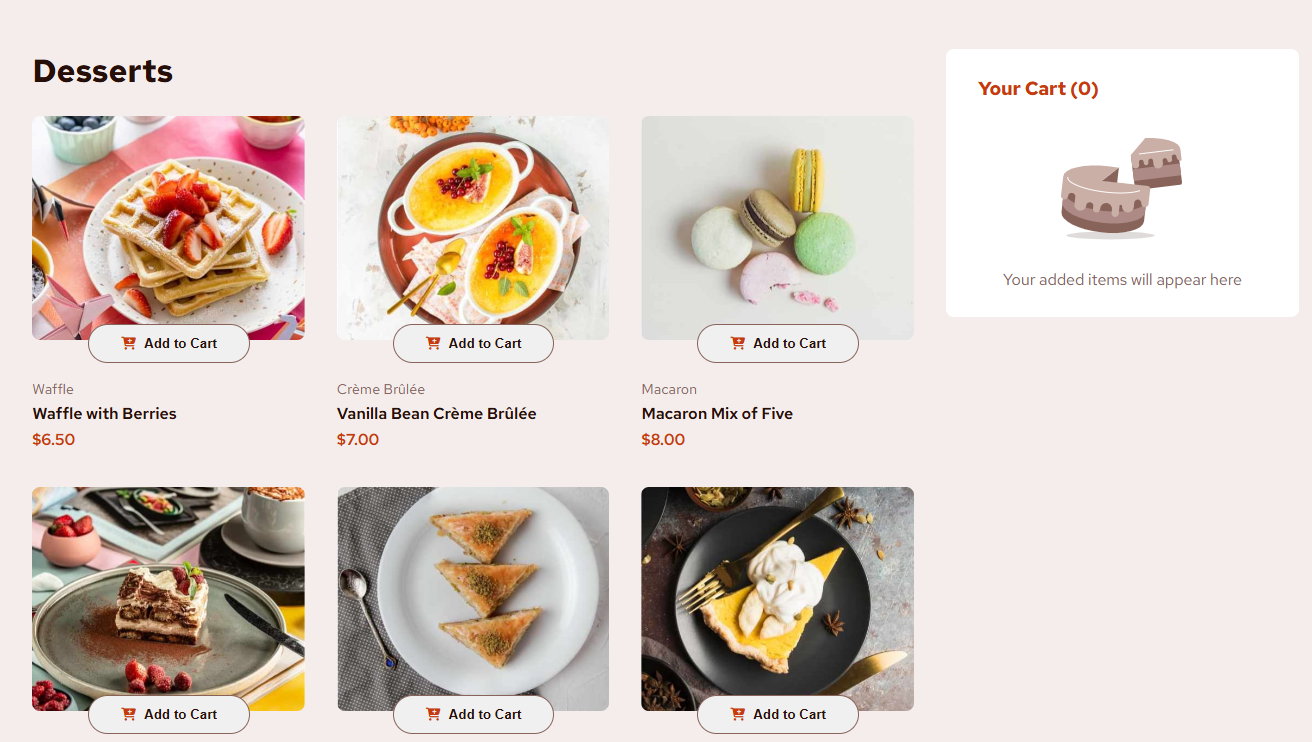 Desserts
Your Cart (0)
Your added items will appear here
Add to Cart
Add to Cart
Add to Cart
Waffle
Waffle with Berries
$6.50
Crème Brûlée
Vanilla Bean Crème Brûlée
$7.00
Macaron
Macaron Mix of Five
$8.00
Add to Cart
Add to Cart
Add to Cart